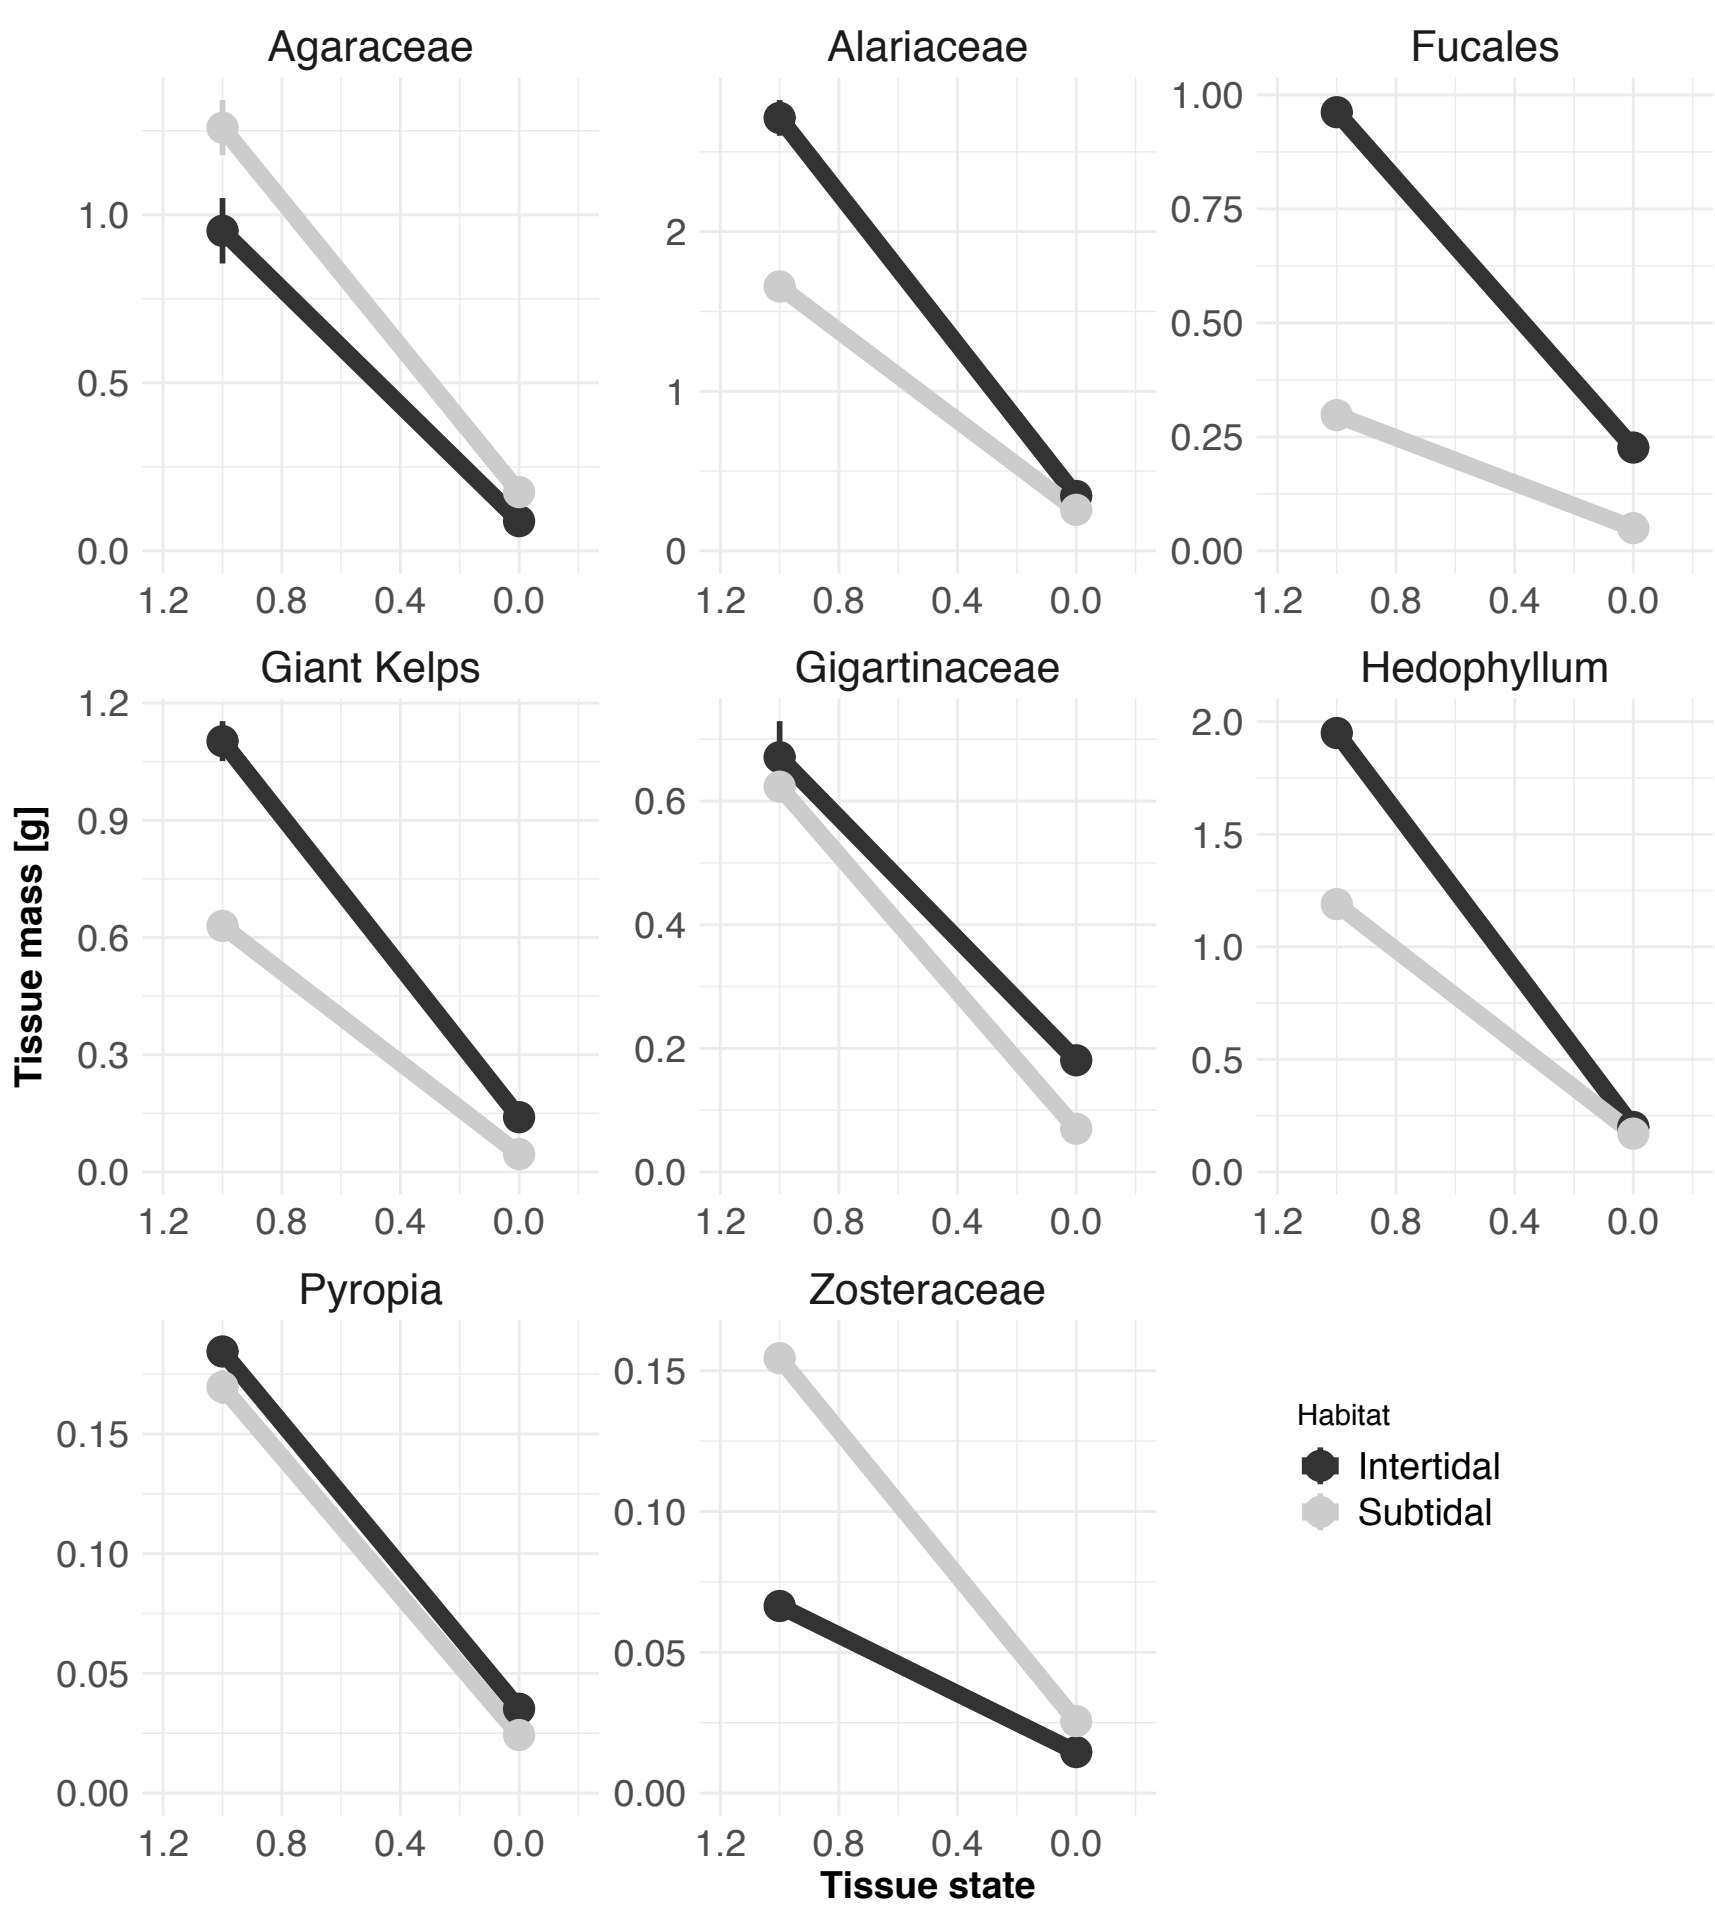 Agaraceae Alariaceae Fucales
1.0 0.5 0.0
2 1 0
1.00 0.75 0.50 0.25 0.00
1.2 0.8 0.4 0.0 1.2 0.8 0.4 0.0 1.2 0.8 0.4 0.0
Giant Kelps Gigartinaceae Hedophyllum
Tissue mass [g]
1.2 0.9 0.6 0.3 0.0
0.6 0.4 0.2 0.0
2.0 1.5 1.0 0.5 0.0
1.2 0.8 0.4 0.0 1.2 0.8 0.4 0.0 1.2 0.8 0.4 0.0
Pyropia Zosteraceae
0.15 0.10 0.05 0.00
0.15 0.10 0.05 0.00
Habitat
Intertidal
Subtidal
1.2 0.8 0.4 0.0 1.2 0.8 0.4 0.0
Tissue state